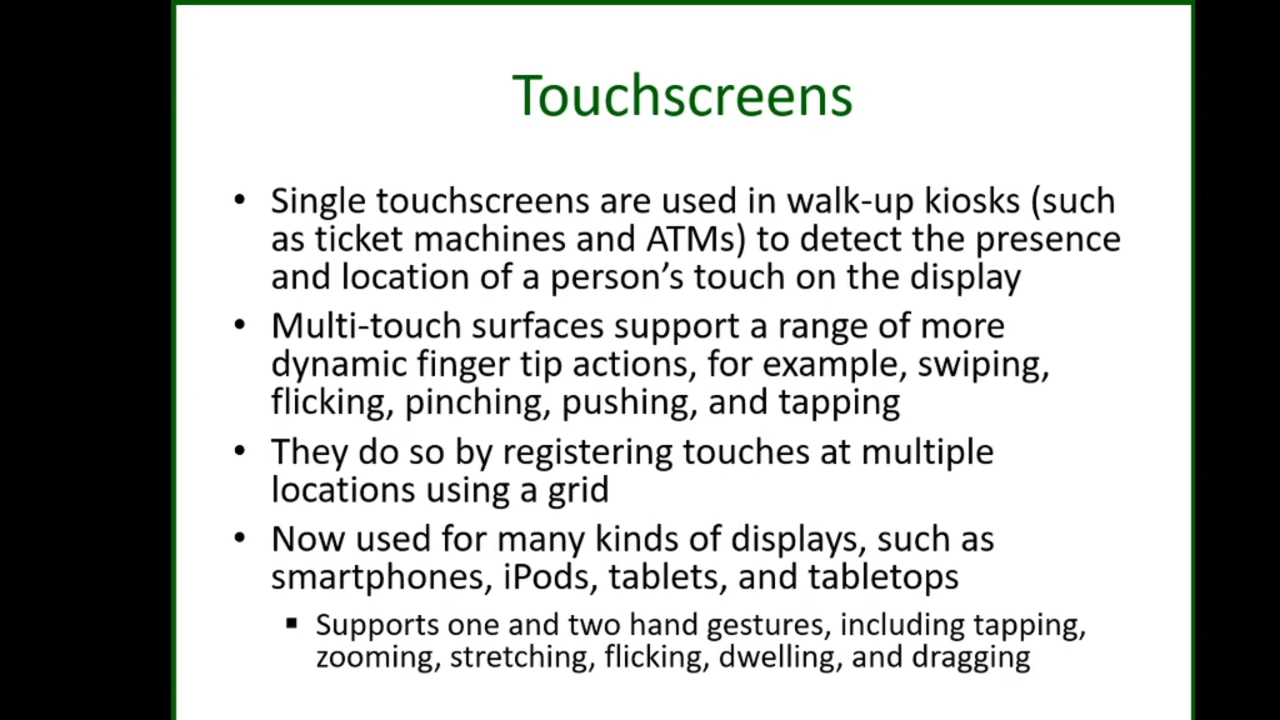 Touchscreens
• Single touchscreens are used in walk-up kiosks (such
as ticket machines and ATMs) to detect the presence
and location of a person’s touch on the display
• Multi-touch surfaces support a range of more
dynamic finger tip actions, for example, swiping,
flicking, pinching, pushing, and tapping
• They do so by registering touches at multiple
locations using a grid
• Now used for many kinds of displays, such as
smartphones, iPods, tablets, and tabletops
▪ Supports one and two hand gestures, including tapping,
zooming, stretching, flicking, dwelling, and dragging